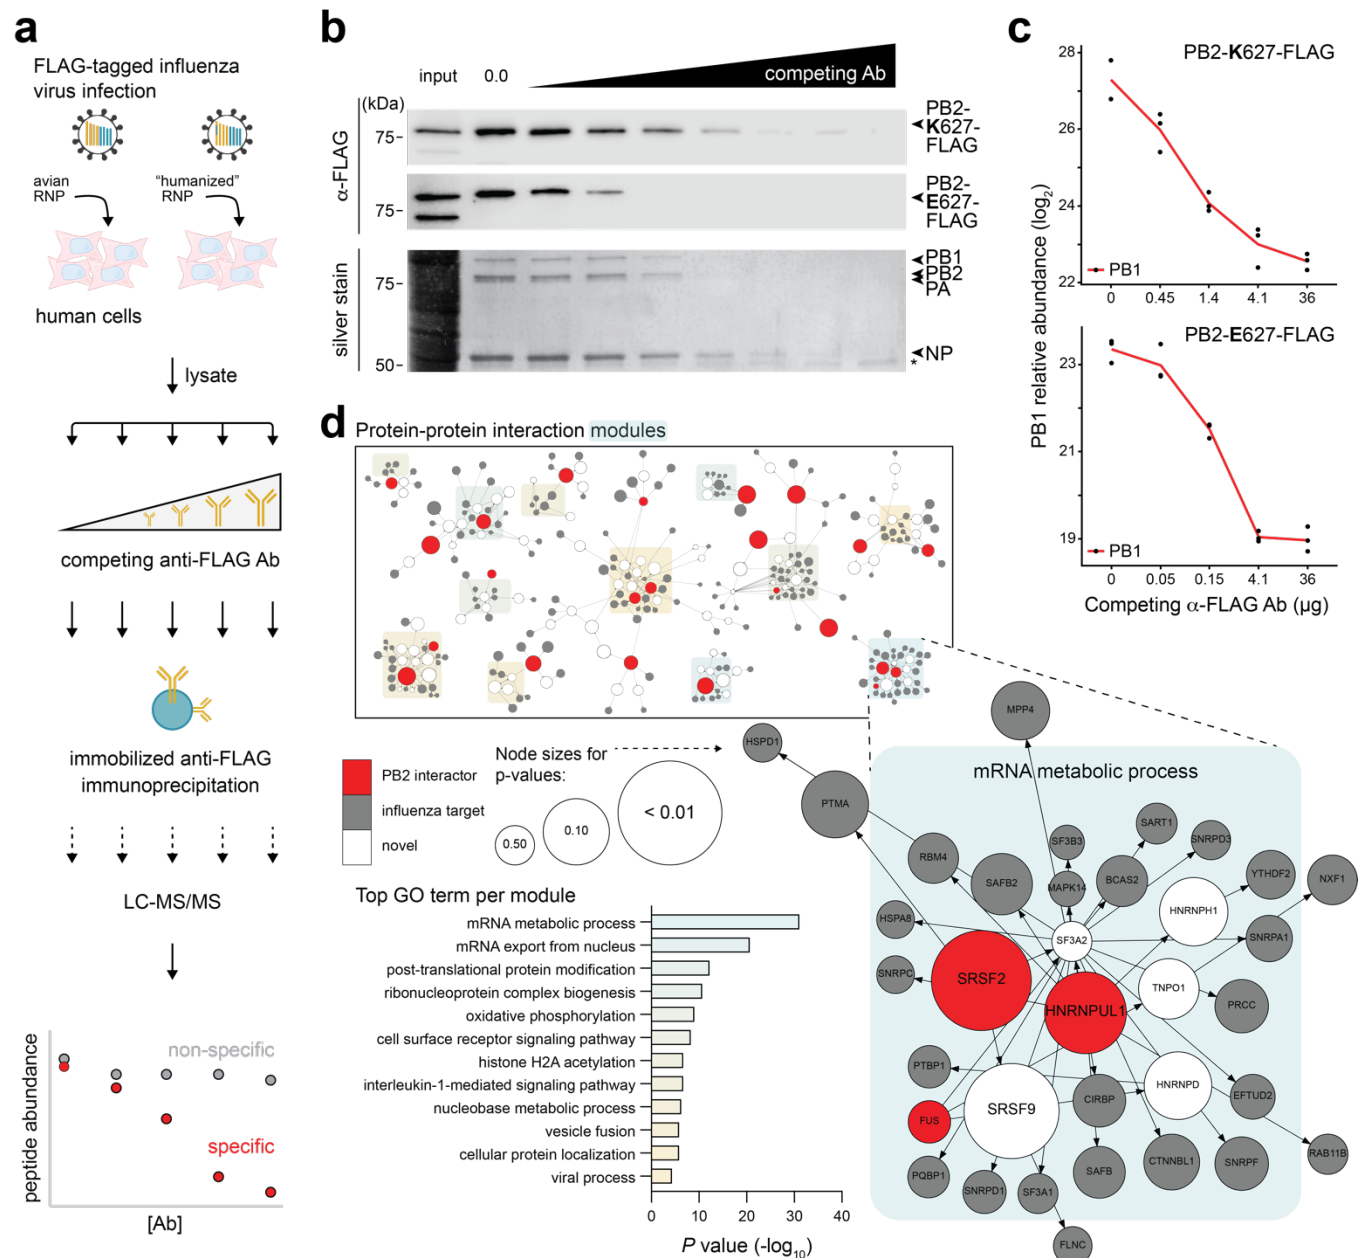 a
FLAG-tagged influenza
virus infection
avian
RNP
"humanized"
RNP
human cells
lysate
competing anti-FLAG Ab
immobilized anti-FLAG
immunoprecipitation
LC-MS/MS
peptide abundance
non-specific
specific
[Ab]
b
input
0.0
competing Ab
(kDa)
α-FLAG
75
PB2-
K627-
FLAG
75
PB2-
E627-
FLAG
silver stain
75
50
PB1
PB2
PA
NP
*
c
PB2-K627-FLAG
28
26
24
22
PB1
0
0.45
1.4
4.1
36
PB1 relative abundance (log2)
PB2-E627-FLAG
23
21
19
PB1
0
0.05
0.15
4.1
36
Competing α-FLAG Ab (µg)
d
Protein-protein interaction modules
PB2 interactor
influenza target
novel
Node sizes for
p-values:
0.50
0.10
< 0.01
Top GO term per module
mRNA metabolic process
mRNA export from nucleus
post-translational protein modification
ribonucleoprotein complex biogenesis
oxidative phosphorylation
cell surface receptor signaling pathway
histone H2A acetylation
interleukin-1-mediated signaling pathway
nucleobase metabolic process
vesicle fusion
cellular protein localization
viral process
0
10
20
30
40
P value (-log10)
mRNA metabolic process
MPP4
HSPD1
PTMA
RBM4
SAFB2
SF3B3
MAPK14
BCAS2
SART1
SNRPD3
YTHDF2
NXF1
HNRNPH1
HSPA8
SF3A2
SNRPA1
SNRPC
SRSF2
HNRNPUL1
TNPO1
PRCC
PTBP1
SRSF9
CIRBP
HNRNPD
EFTUD2
FUS
RAB11B
PQBP1
SNRPD1
SF3A1
SAFB
CTNNBL1
SNRPF
FLNC